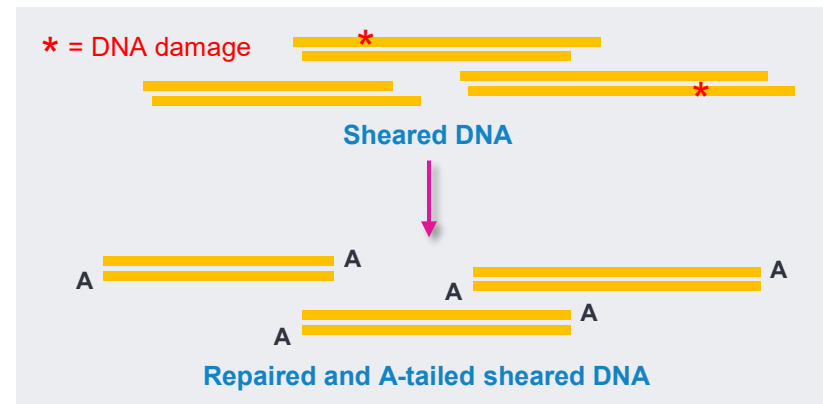 * = DNA damage
*
*
Sheared DNA
A
A
A
A
A
A
Repaired and A-tailed sheared DNA